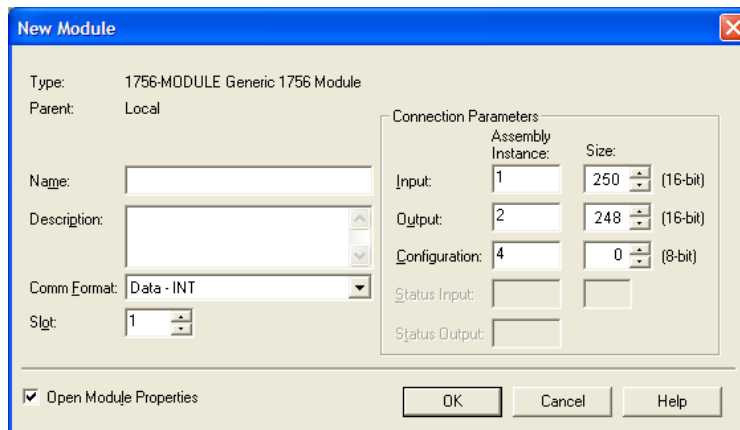 New Module
Type: 1756-MODULE Generic 1756 Module
Parent: Local
Connection Parameters
Assembly Instance: Size:
Name:
Input: 1 250 (16-bit)
Description:
Output: 2 248 (16-bit)
Configuration: 4 0 (8-bit)
Comm Format: Data - INT
Status Input:
Slot: 1
Status Output:
Open Module Properties
OK Cancel Help